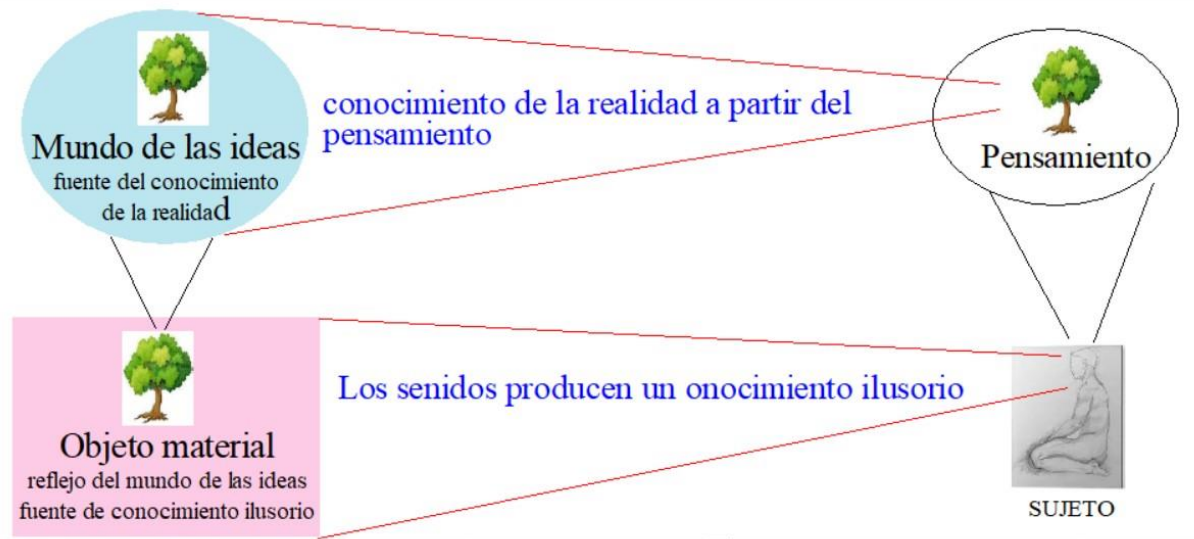 Mundo de las ideas
fuente del conocimiento
de la realidad
conocimiento de la realidad a partir del
pensamiento
Pensamiento
Objeto material
reflejo del mundo de las ideas
fuente de conocimiento ilusorio
Los senidos producen un onocimiento ilusorio
SUJETO